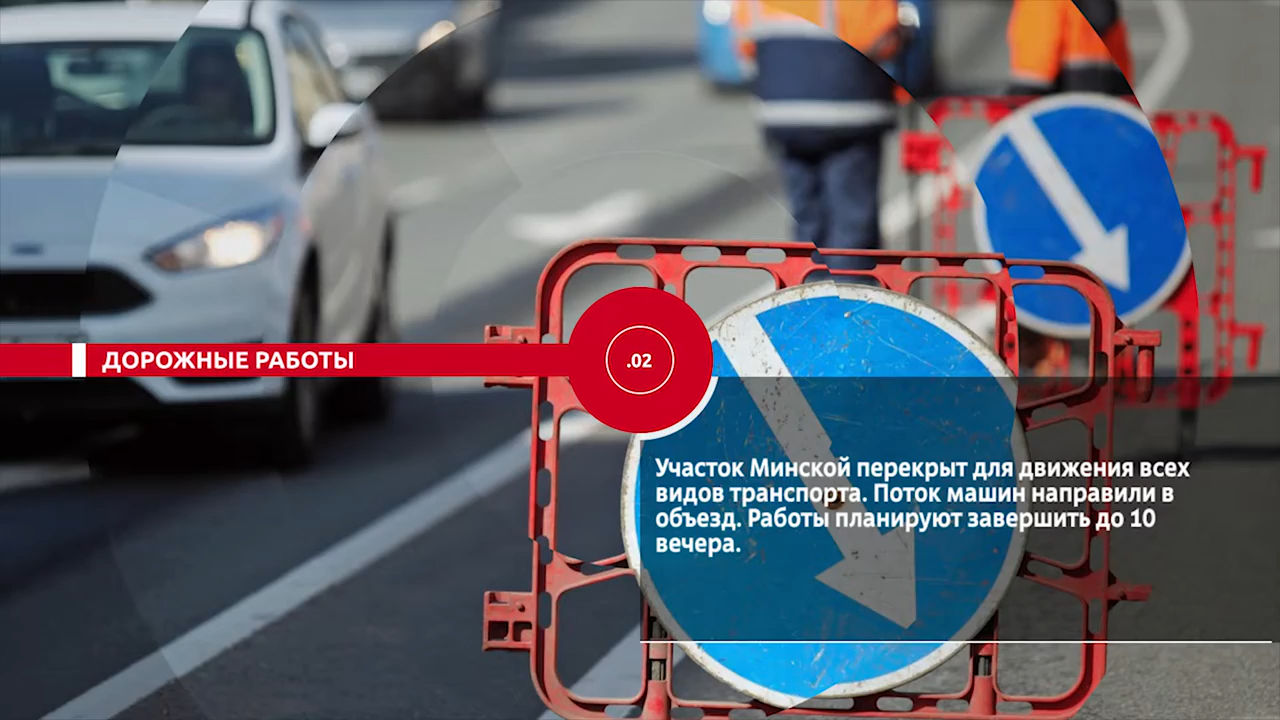 ДОРОЖНЫЕ РАБОТЫ
.02
Участок Минской перекрыт для движения всех
видов транспорта. Поток машин направили в
объезд. Работы планируют завершить до 10
вечера.